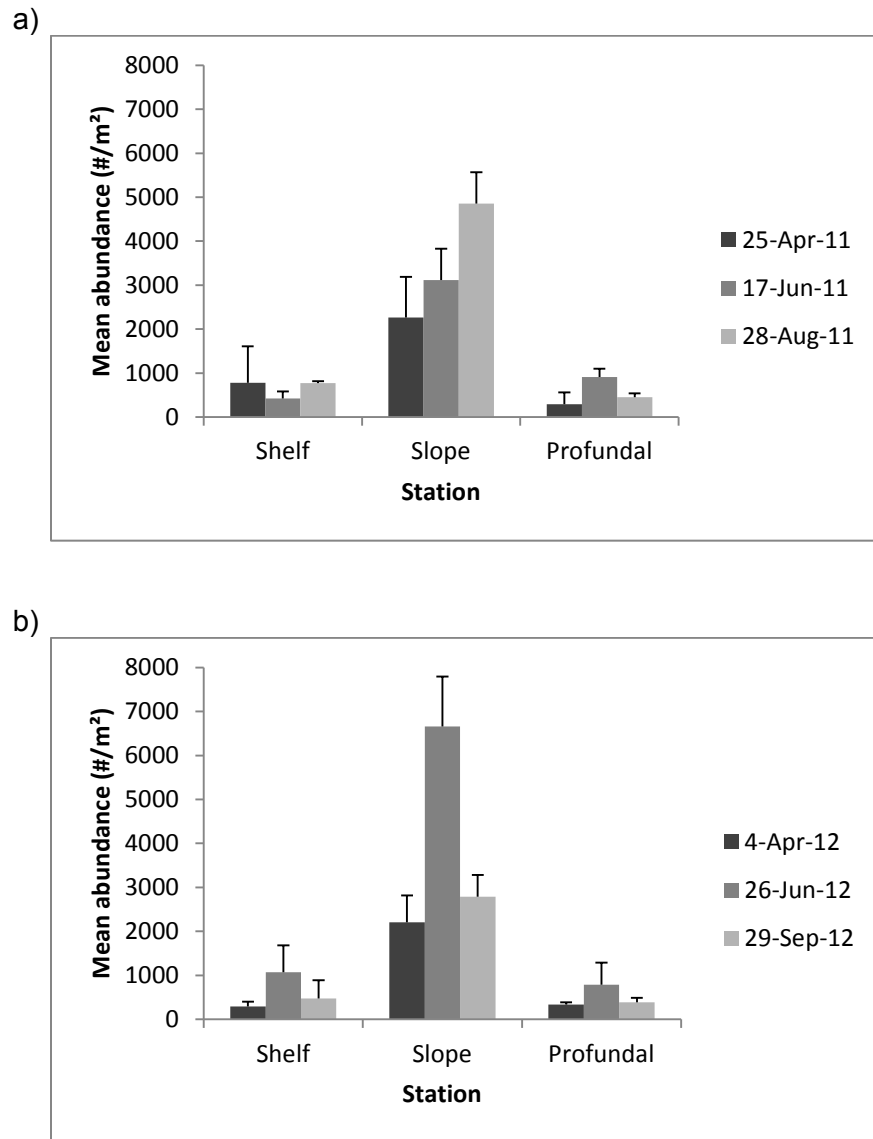 a)
8000
7000
6000
5000
4000
3000
2000
1000
0
Mean abundance (#/m²)
Shelf Slope Profundal
Station
25-Apr-11
17-Jun-11
28-Aug-11
b)
8000
7000
6000
5000
4000
3000
2000
1000
0
Mean abundance (#/m²)
Shelf Slope Profundal
Station
4-Apr-12
26-Jun-12
29-Sep-12